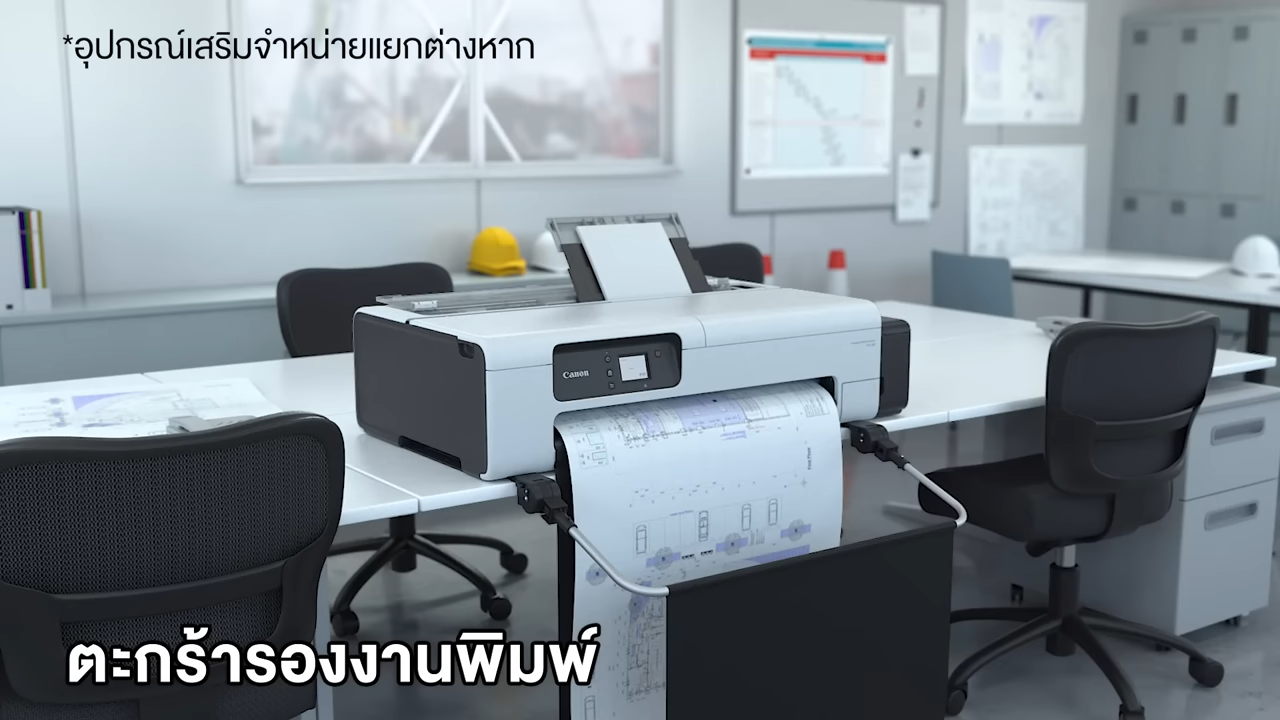 *อุปกรณ์เสริมจำหน่ายแยกต่างหาก
Canon
ตะกร้ารองงานพิมพ์